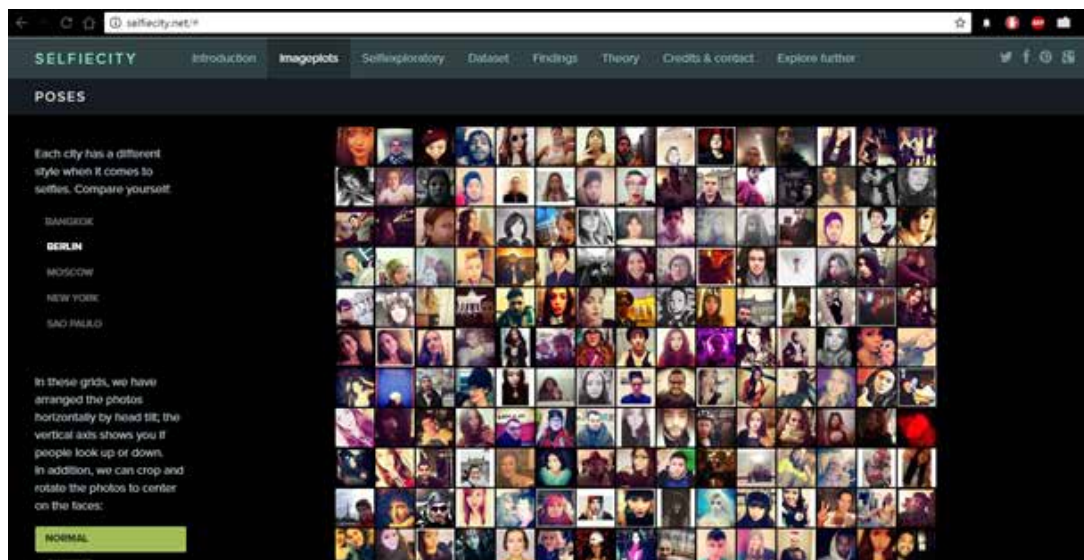 selfiecity.net/#
SELFIECITY Introduction Imageplots Selfiexploratory Dataset Findings Theory Credits & contact Explore further
POSES
Each city has a different
style when it comes to
selfies. Compare yourself:
BANGKOK
BERLIN
MOSCOW
NEW YORK
SAO PAULO
In these grids, we have
arranged the photos
horizontally by head tilt; the
vertical axis shows you if
people look up or down.
In addition, we can crop and
rotate the photos to center
on the faces:
NORMAL